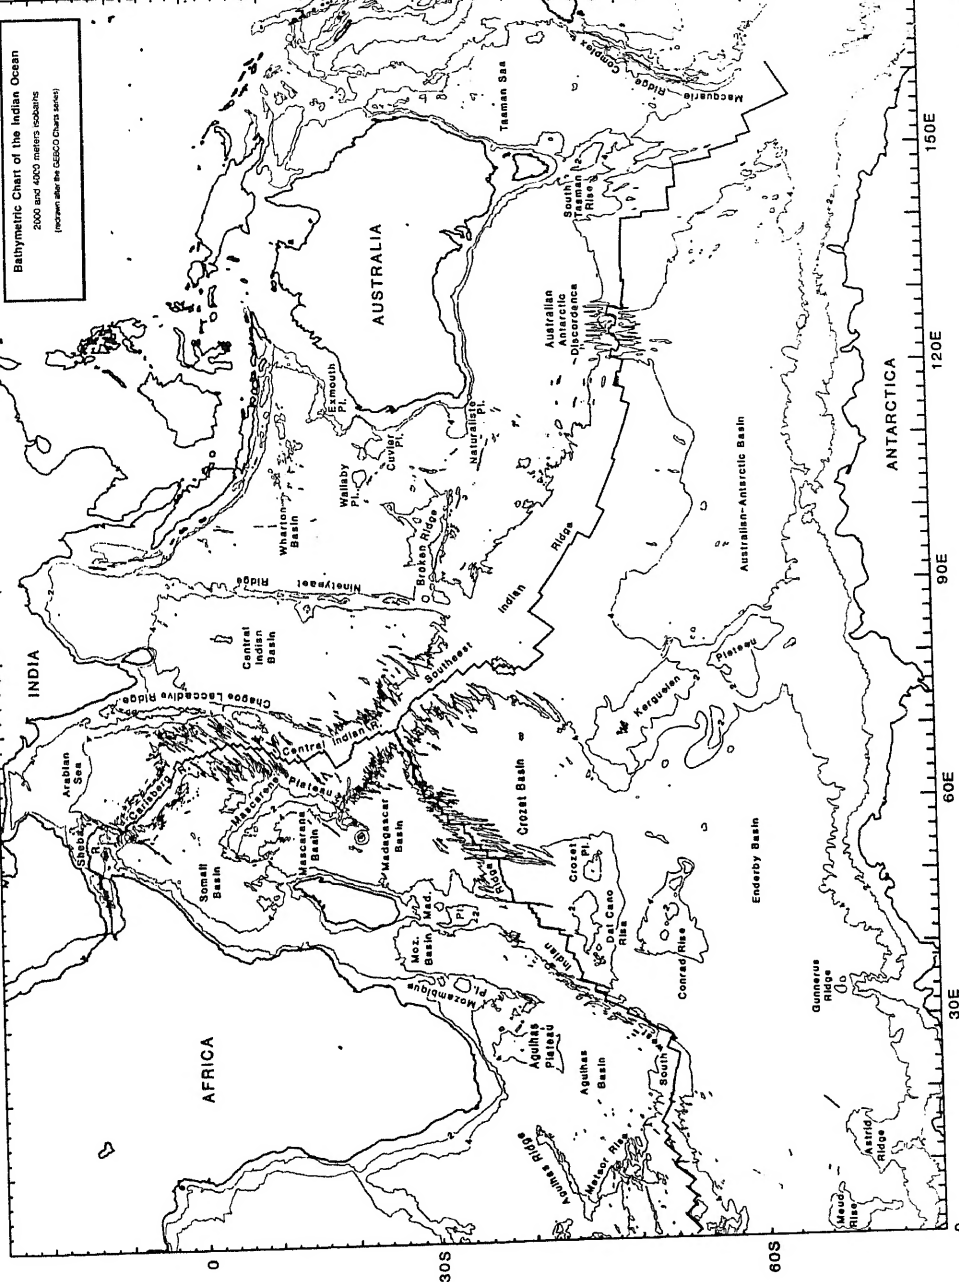 Bathymetric Chart of the Indian Ocean
2000 and 4000 meters isobaths
(redrawn after the GEBCO Charts series)
AFRICA
INDIA
AUSTRALIA
ANTARCTICA
Arabian
Sea
Sheba
R.
Carlsberg
Somali
Basin
Mascarene
Plateau
Mascarene
Basin
Madagascar
Basin
Chagos Laccadive Ridge
Central Indian R.
Central
Indian
Basin
Ninetyeast
Ridge
Wharton
Basin
Wallaby
Pl.
Exmouth
Pl.
Cuvier
Pl.
Naturaliste
Pl.
Broken Ridge
Southeast
Indian
Ridge
Australian
Antarctic
Discordence
South
Tasman
Rise
Tasman Saa
Macquarie
Ridge
Complex
Australian-Antarctic Basin
Kerguelen
Plateau
Crozet Basin
Crozet
Pl.
Del Cano
Rise
Conrad Rise
Enderby Basin
Moz.
Basin
Mad.
Pl.
Mozambique
Pl.
Agulhas
Plateau
Agulhas
Basin
Agulhas Ridge
Meteor Rise
South
West
Indian
Ridge
Gunnerus
Ridge
Astrid
Ridge
Maud
Rise
0
30S
60S
0
30E
60E
90E
120E
150E